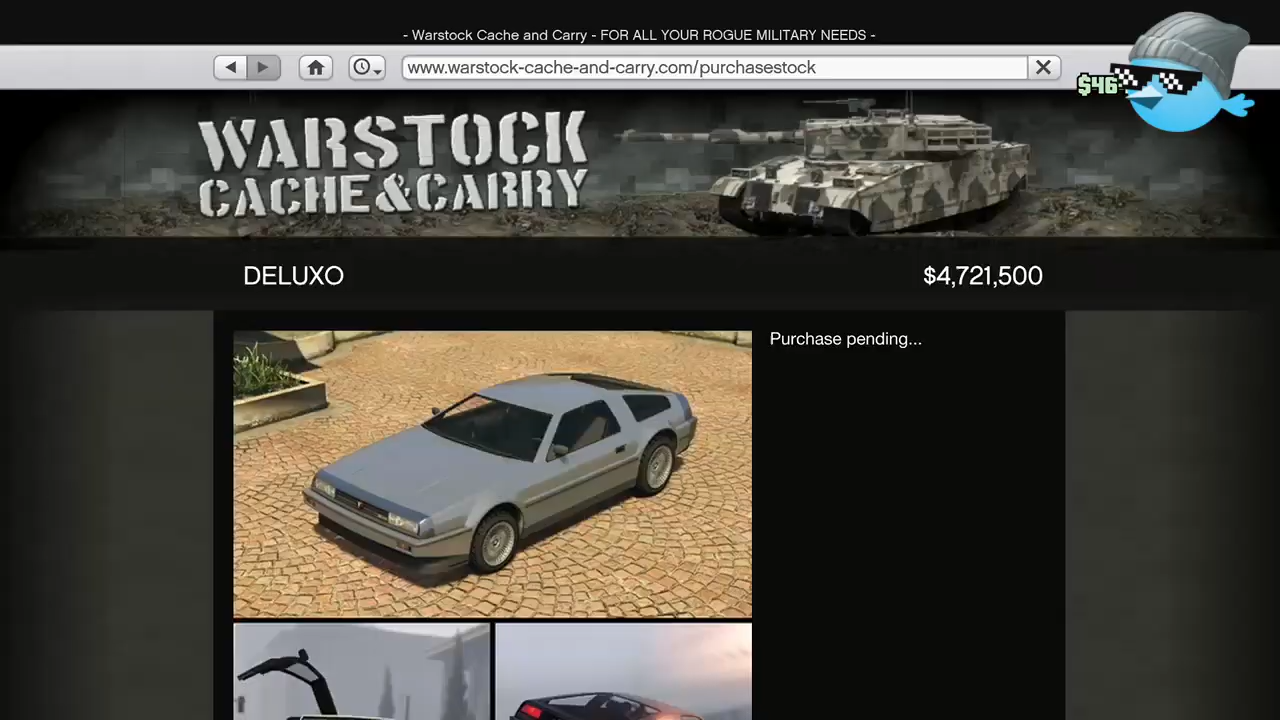 - Warstock Cache and Carry - FOR ALL YOUR ROGUE MILITARY NEEDS -
www.warstock-cache-and-carry.com/purchasestock
$46
WARSTOCK
CACHE&CARRY
DELUXO
$4,721,500
Purchase pending...